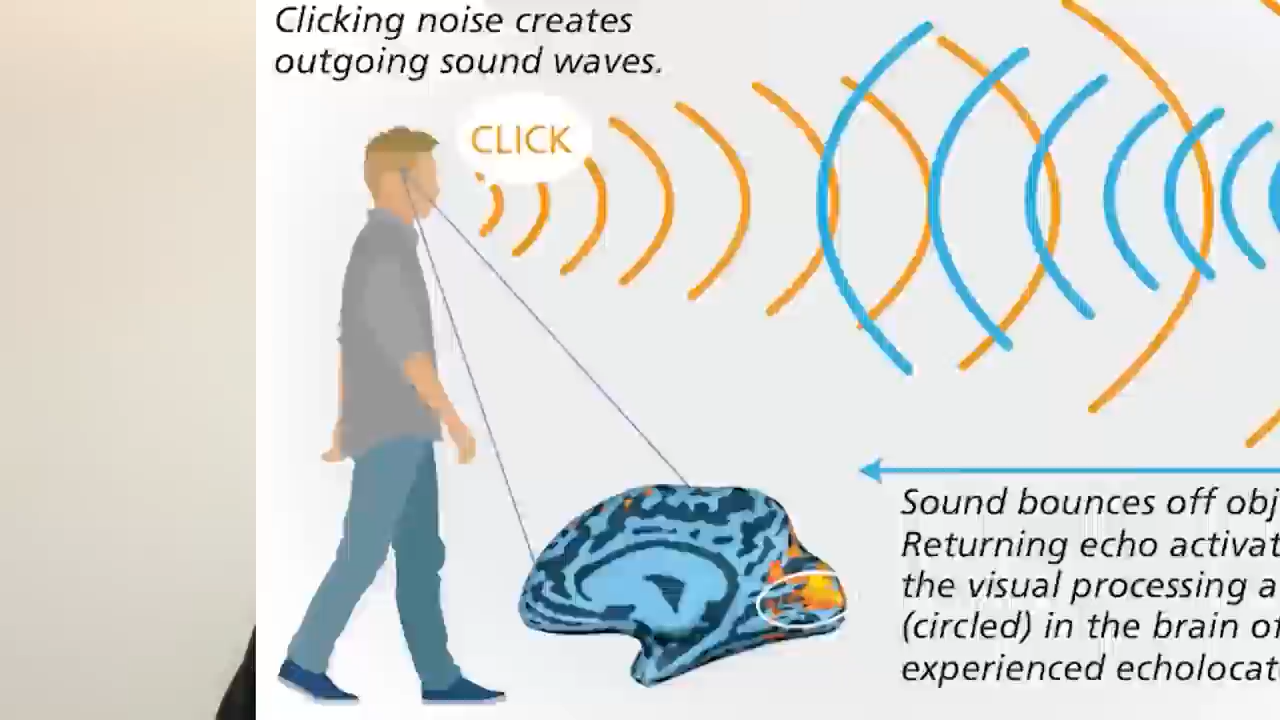 Clicking noise creates
outgoing sound waves.
CLICK
Sound bounces off obj
Returning echo activat
the visual processing a
(circled) in the brain of
experienced echolocat